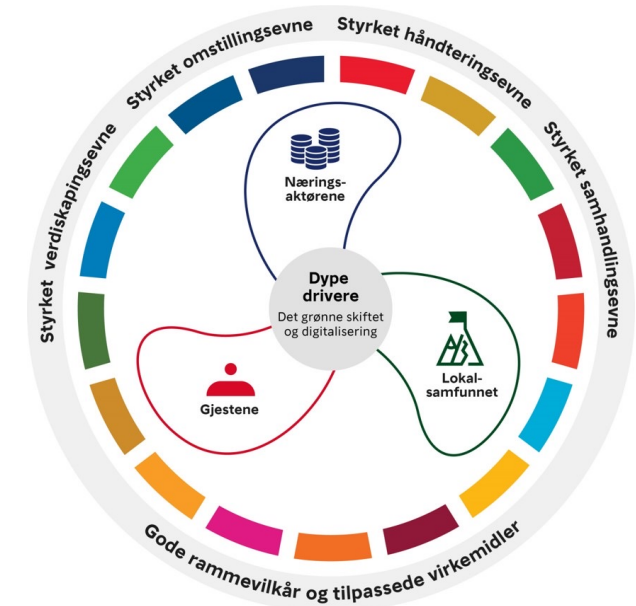 Styrket omstillingsevne
Styrket håndteringsevne
Styrket verdiskapingsevne
Styrket samhandlingsevne
Nærings-
aktørene
Dype
drivere
Det grønne skiftet
og digitalisering
Gjestene
Lokal-
samfunnet
Gode rammevilkår og tilpassede virkemidler